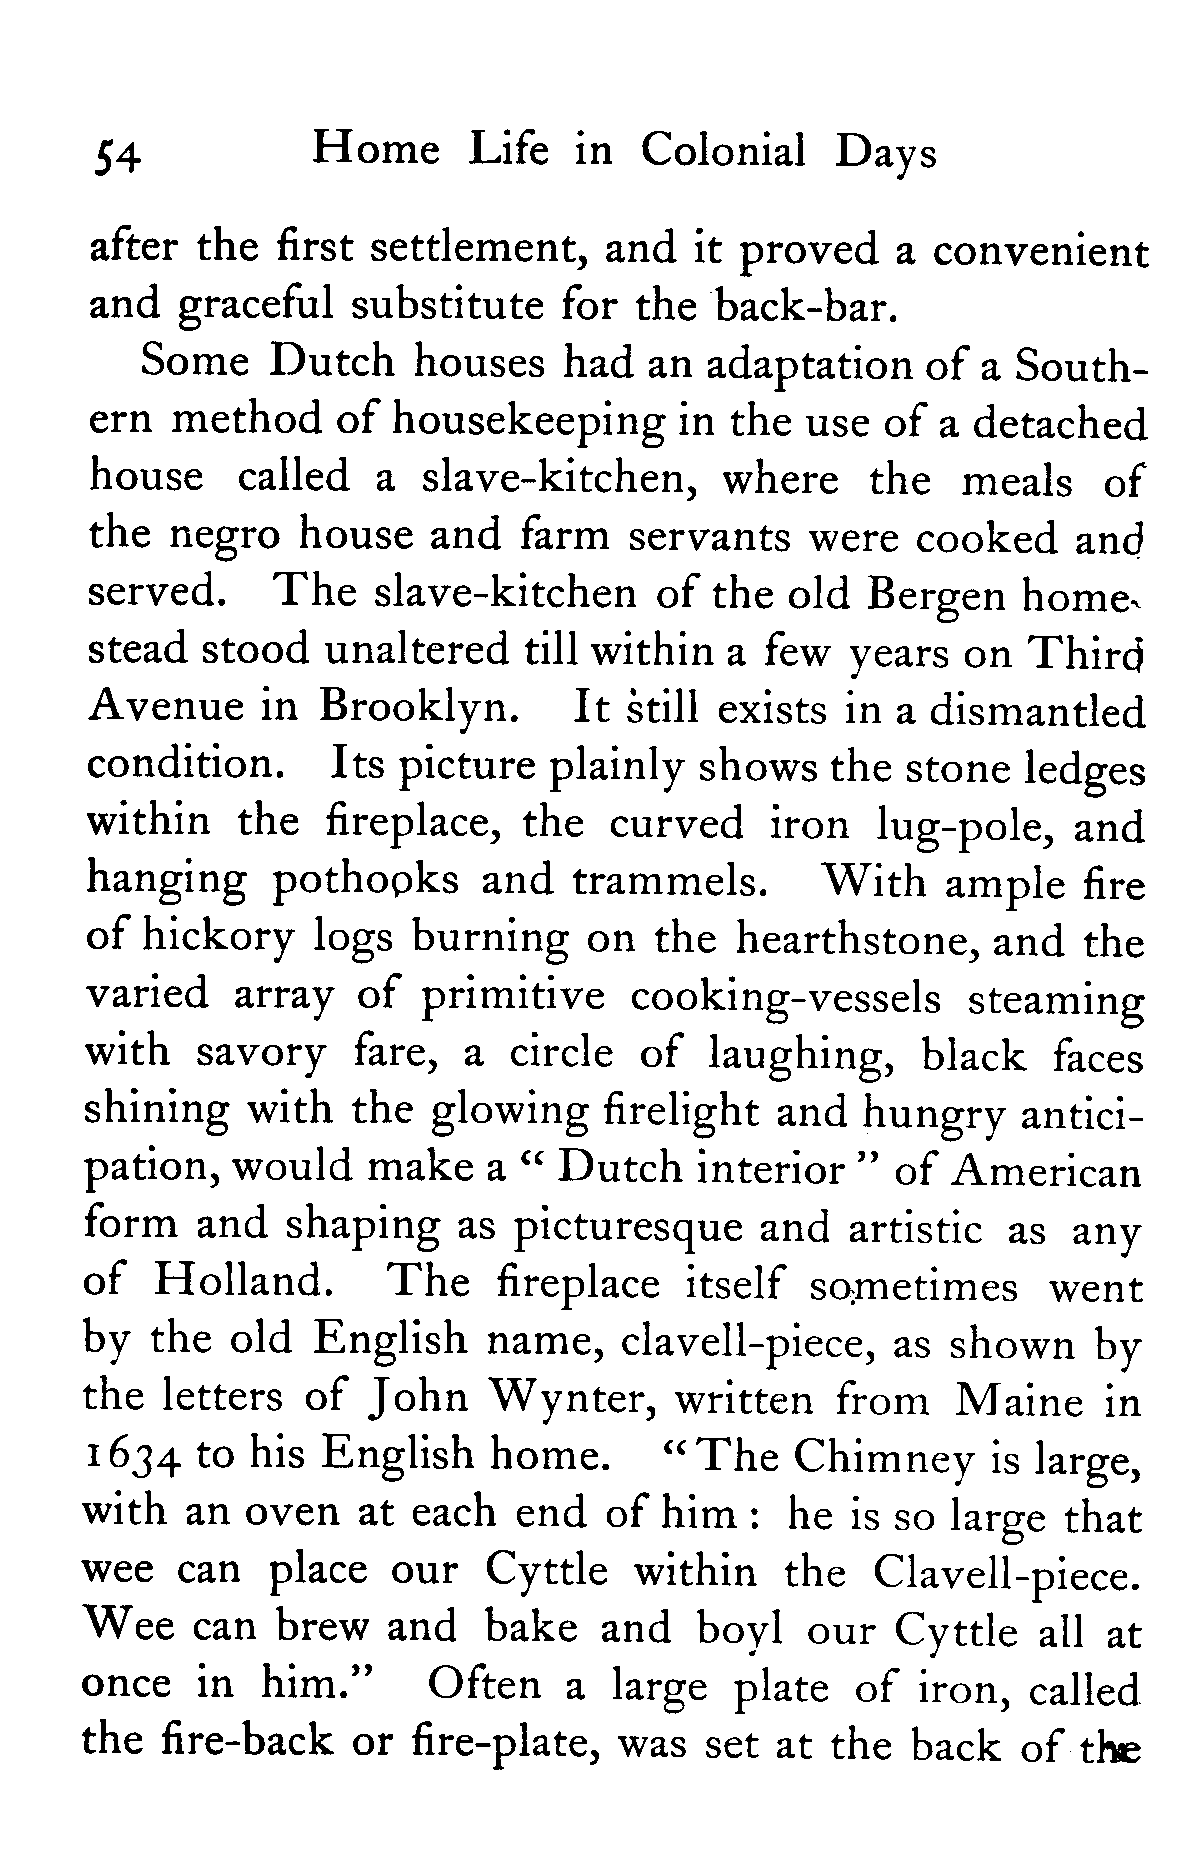 54 Home Life in Colonial Days
after the first settlement, and it proved a convenient
and graceful substitute for the back-bar.
Some Dutch houses had an adaptation of a South-
ern method of housekeeping in the use of a detached
house called a slave-kitchen, where the meals of
the negro house and farm servants were cooked and
served. The slave-kitchen of the old Bergen home-
stead stood unaltered till within a few years on Third
Avenue in Brooklyn. It still exists in a dismantled
condition. Its picture plainly shows the stone ledges
within the fireplace, the curved iron lug-pole, and
hanging pothooks and trammels. With ample fire
of hickory logs burning on the hearthstone, and the
varied array of primitive cooking-vessels steaming
with savory fare, a circle of laughing, black faces
shining with the glowing firelight and hungry antici-
pation, would make a “ Dutch interior ” of American
form and shaping as picturesque and artistic as any
of Holland. The fireplace itself sometimes went
by the old English name, clavell-piece, as shown by
the letters of John Wynter, written from Maine in
1634 to his English home. “ The Chimney is large,
with an oven at each end of him : he is so large that
wee can place our Cyttle within the Clavell-piece.
Wee can brew and bake and boyl our Cyttle all at
once in him.” Often a large plate of iron, called
the fire-back or fire-plate, was set at the back of the